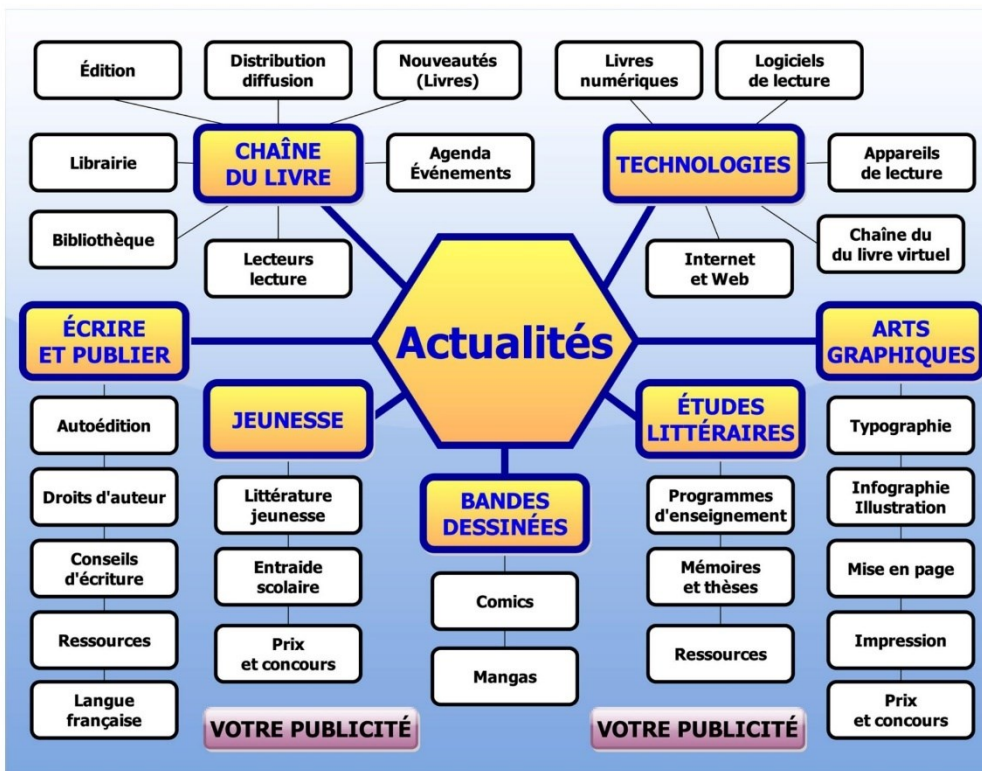 Édition
Distribution
diffusion
Nouveautés
(Livres)
Librairie
CHAÎNE
DU LIVRE
Agenda
Événements
Bibliothèque
Lecteurs
lecture
Livres
numériques
Logiciels
de lecture
TECHNOLOGIES
Appareils
de lecture
Internet
et Web
Chaîne du
du livre virtuel
Actualités
ÉCRIRE
ET PUBLIER
Autoédition
Droits d'auteur
Conseils
d'écriture
Ressources
Langue
française
JEUNESSE
Littérature
jeunesse
Entraide
scolaire
Prix
et concours
BANDES
DESSINÉES
Comics
Mangas
ÉTUDES
LITTÉRAIRES
Programmes
d'enseignement
Mémoires
et thèses
Ressources
ARTS
GRAPHIQUES
Typographie
Infographie
Illustration
Mise en page
Impression
Prix
et concours
VOTRE PUBLICITÉ
VOTRE PUBLICITÉ